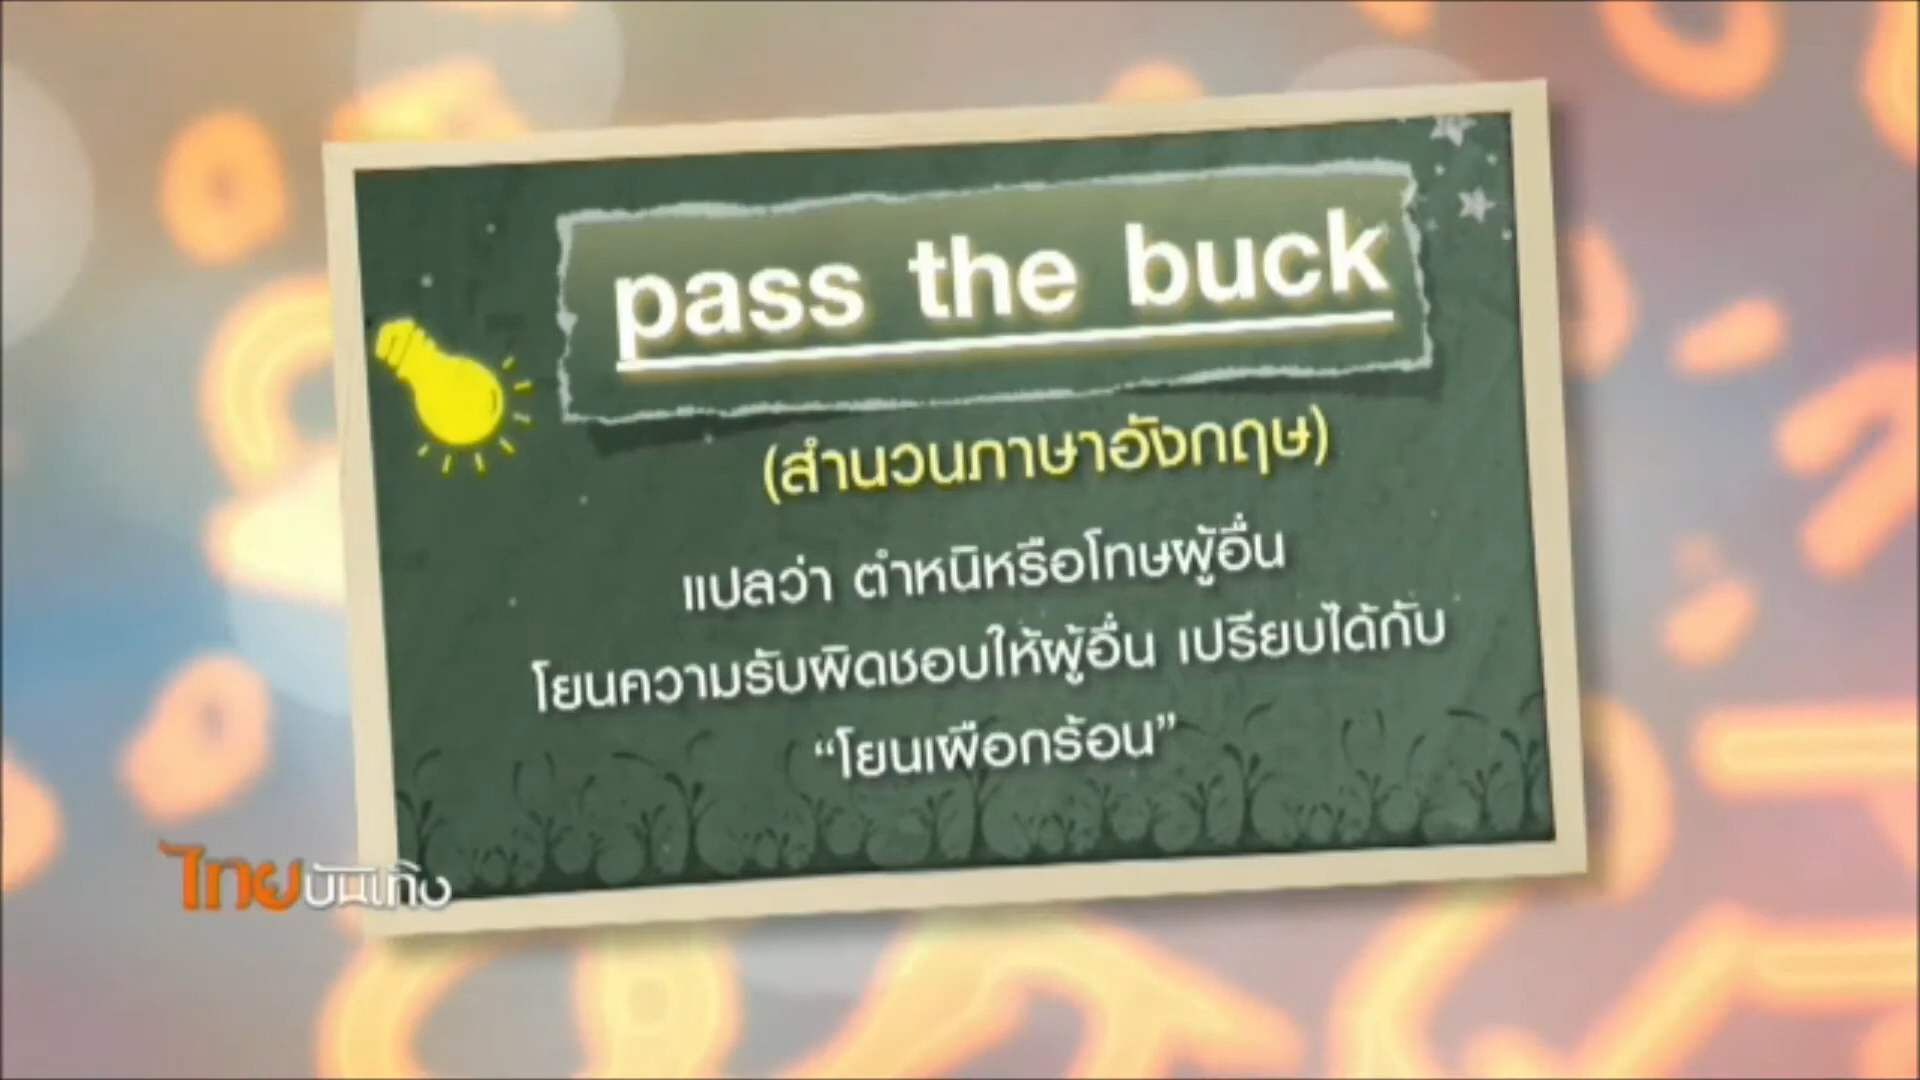 pass the buck
(สำนวนภาษาอังกฤษ)
แปลว่า ตำหนิหรือโทษผู้อื่น
โยนความรับผิดชอบให้ผู้อื่น เปรียบได้กับ
“โยนเผือกร้อน”
ไทยบันเทิง